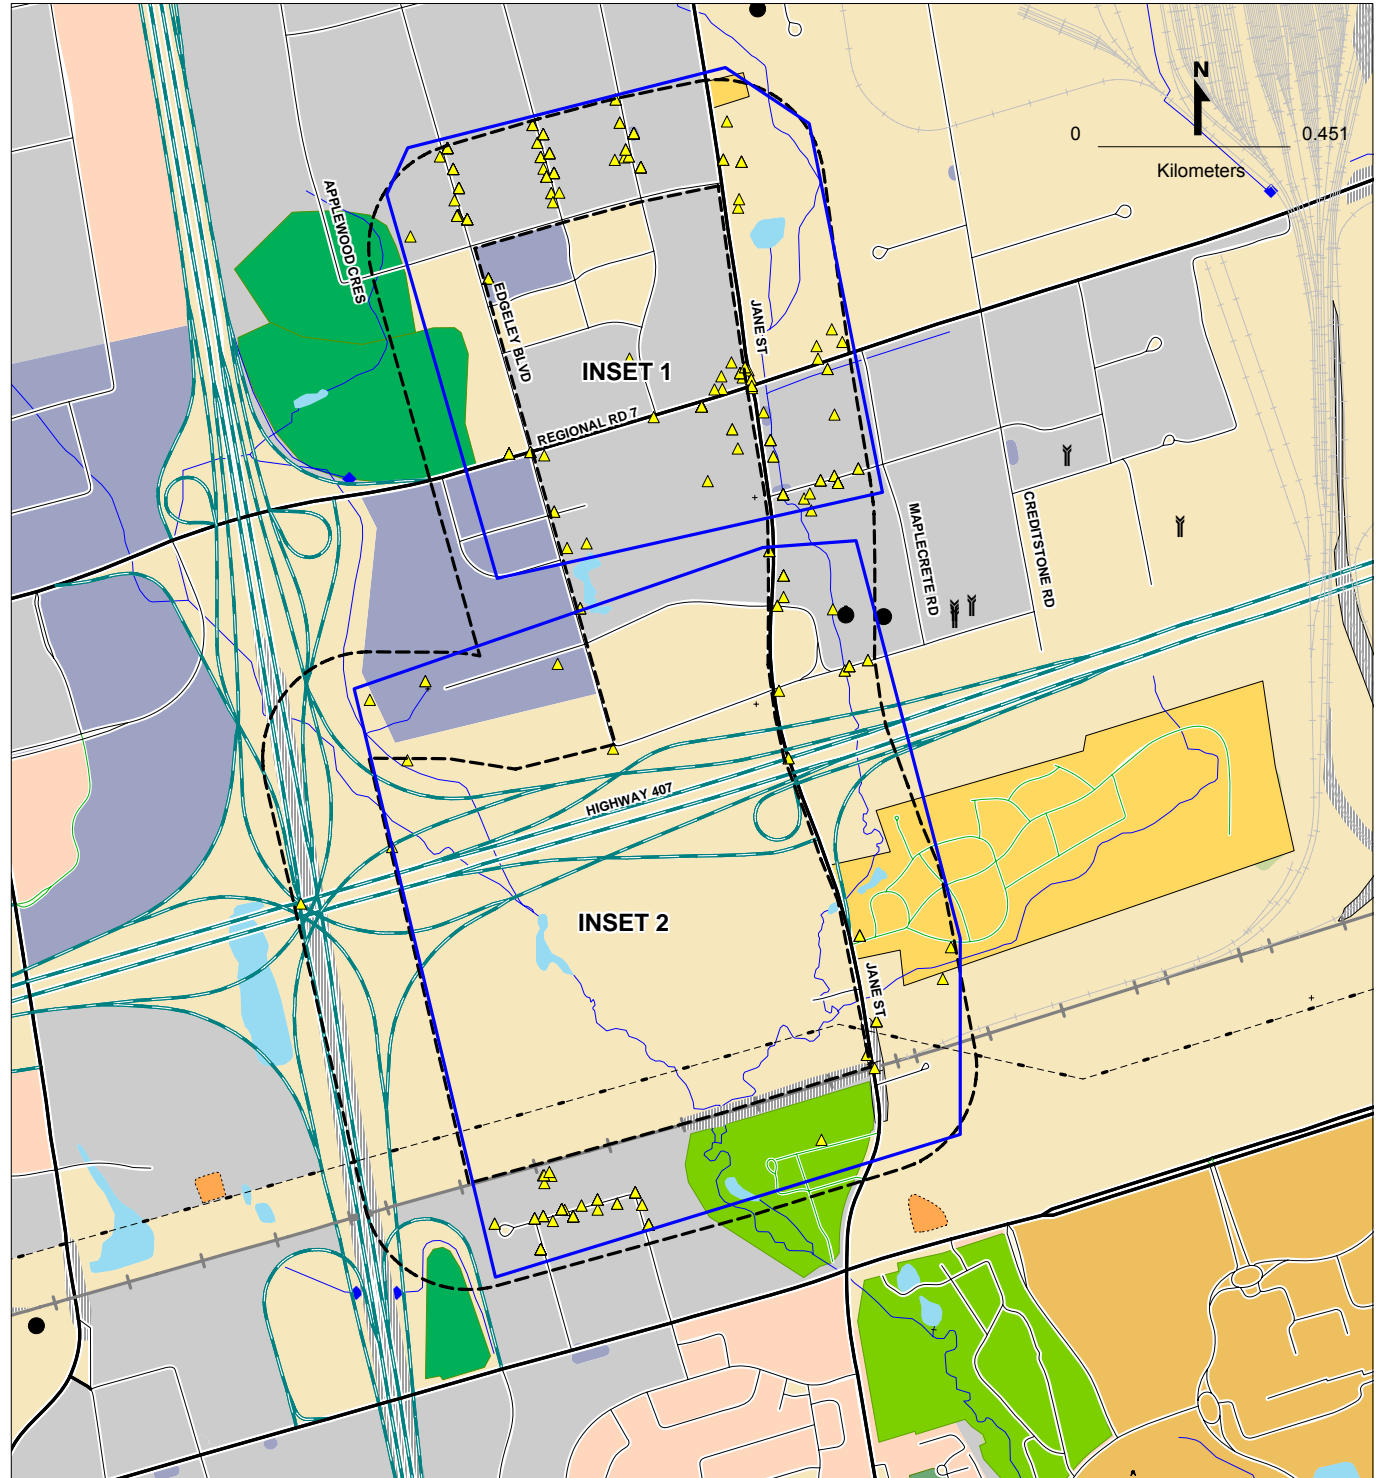 N
0 0.451
Kilometers
APPLEWOOD CRES
EDGELEY BLVD
JANE ST
INSET 1
REGIONAL RD 7
MAPLECRETE RD
CREDITSTONE RD
HIGHWAY 407
INSET 2
JANE ST